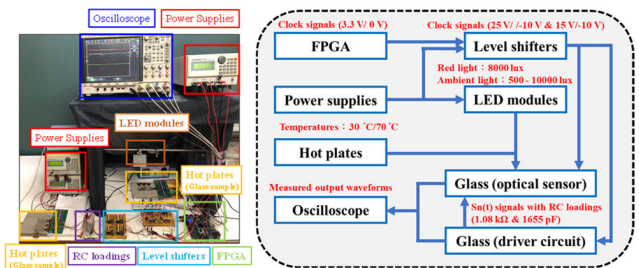 Oscilloscope
Power Supplies
LED modules
Power Supplies
Hot plates
(Glass sample)
Hot plates
(Glass sample)
RC loadings
Level shifters
FPGA
Clock signals (3.3 V/ 0 V)
Clock signals (25 V/ /-10 V & 15 V/-10 V)
FPGA
Level shifters
Red light：8000 lux
Ambient light：500 - 10000 lux
Power supplies
LED modules
Temperatures：30 ℃/70 ℃
Hot plates
Measured output waveforms
Glass (optical sensor)
Oscilloscope
Sn(t) signals with RC loadings
(1.08 kΩ & 1655 pF)
Glass (driver circuit)